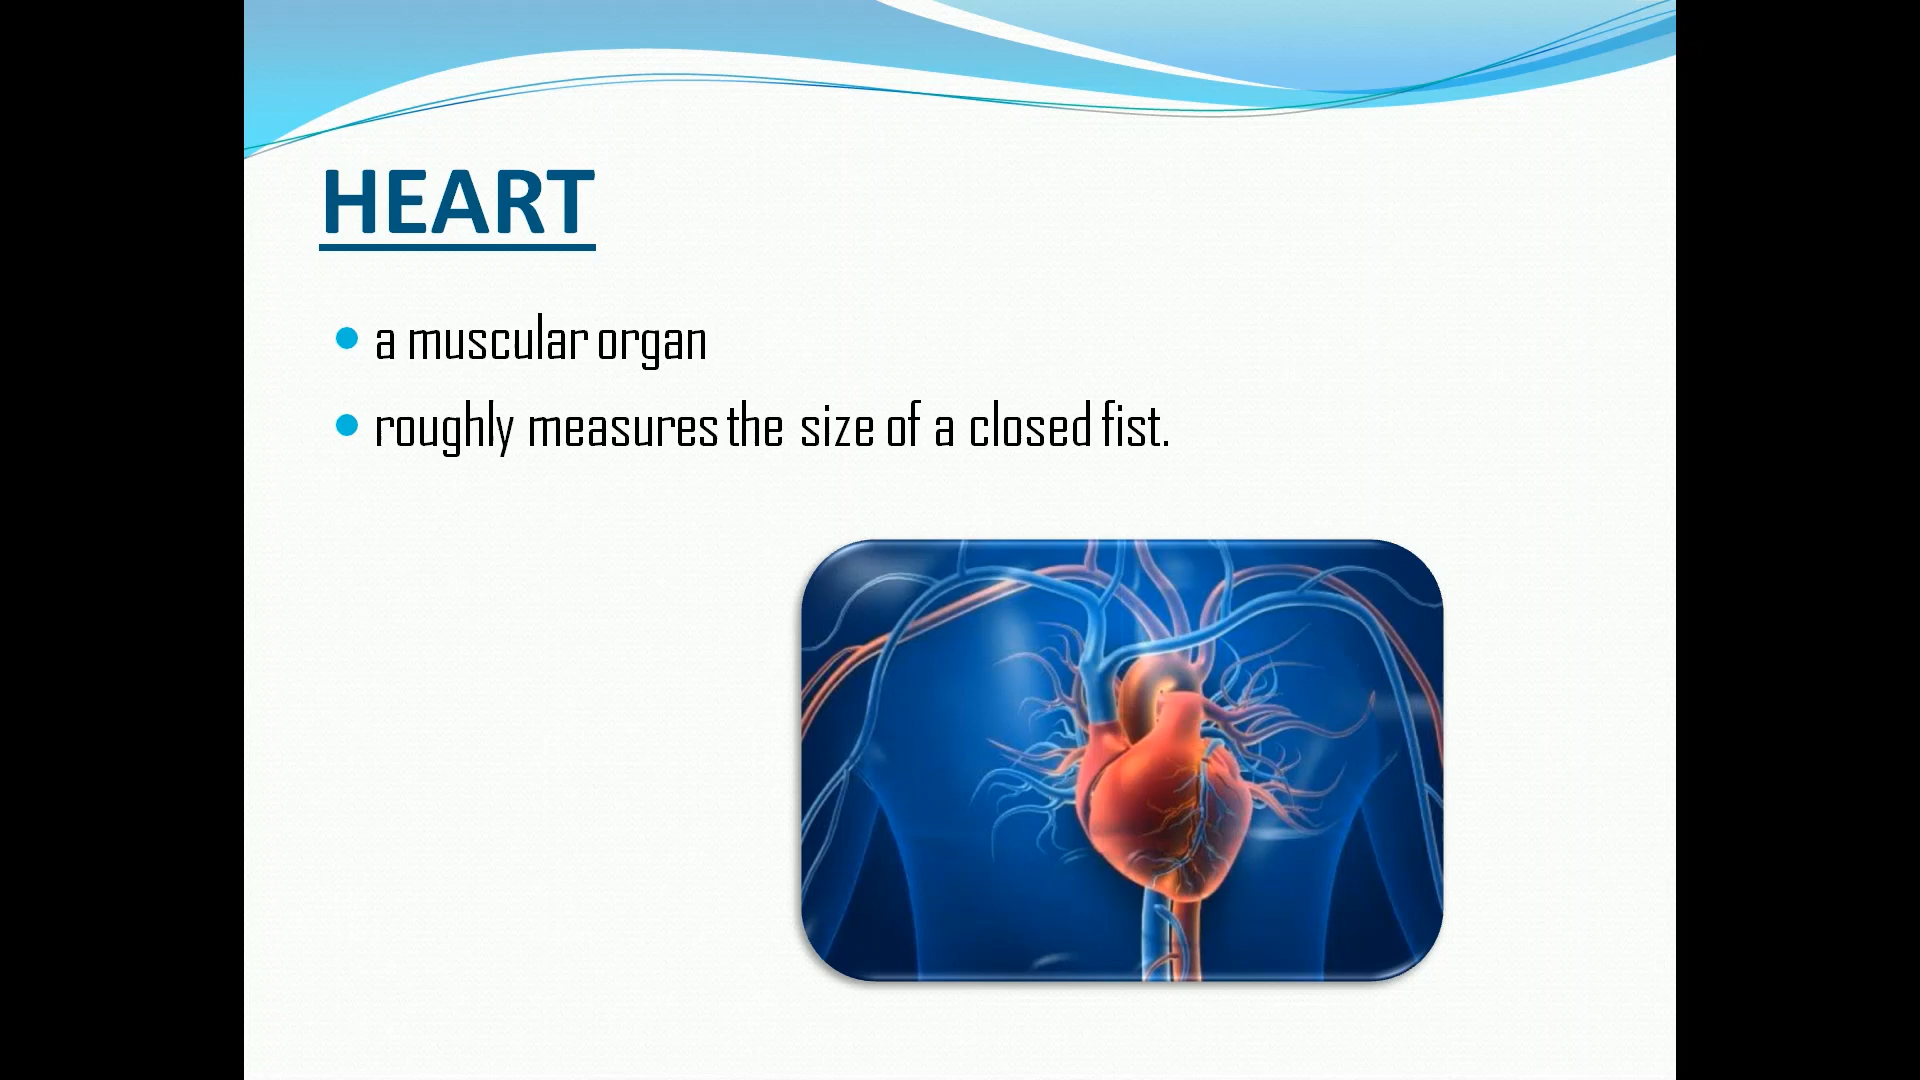 HEART
a muscular organ
roughly measures the size of a closed fist.